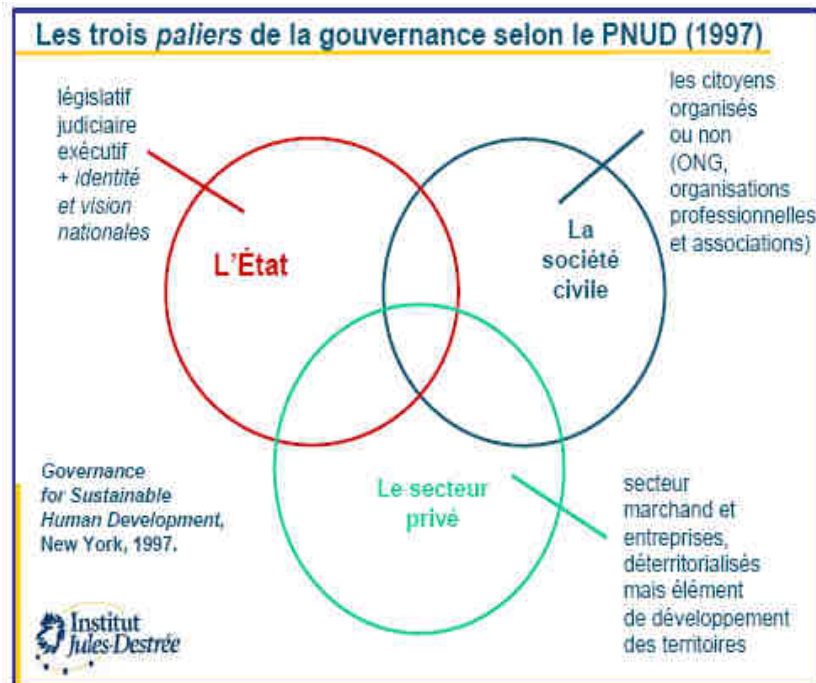 Les trois paliers de la gouvernance selon le PNUD (1997)
législatif
judiciaire
exécutif
+ identité
et vision
nationales
les citoyens
organisés
ou non
(ONG,
organisations
professionnelles
et associations)
L'État
La
société
civile
Le secteur
privé
Governance
for Sustainable
Human Development,
New York, 1997.
secteur
marchand et
entreprises,
déterritorialisés
mais élément
de développement
des territoires
Institut
Jules-Destrée